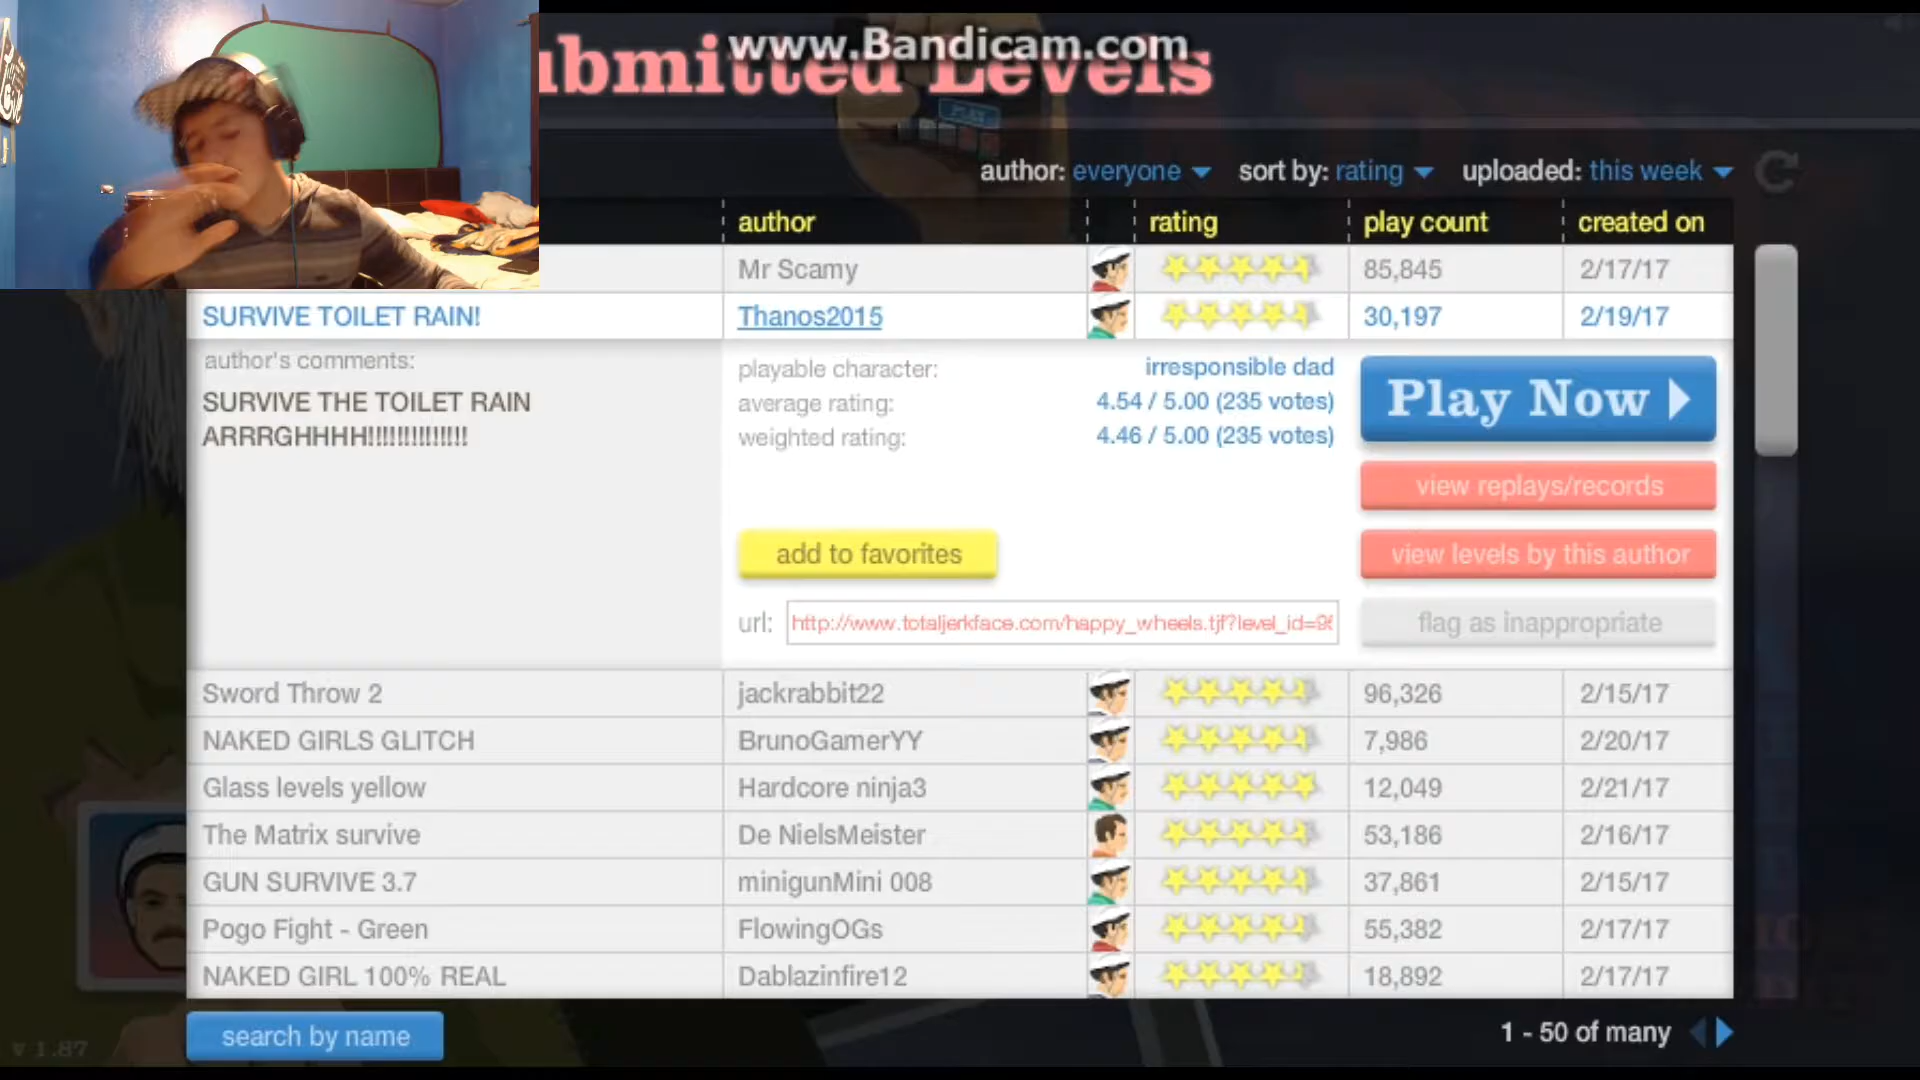 www.Bandicam.com
ubmitted Levels
author: everyone sort by: rating uploaded: this week
author rating play count created on
Mr Scamy 85,845 2/17/17
SURVIVE TOILET RAIN! Thanos2015 30,197 2/19/17
author's comments:
SURVIVE THE TOILET RAIN
ARRRGHHHH!!!!!!!!!!!!!!
playable character: irresponsible dad
average rating: 4.54 / 5.00 (235 votes)
weighted rating: 4.46 / 5.00 (235 votes)
Play Now
view replays/records
add to favorites
view levels by this author
url: http://www.totaljerkface.com/happy_wheels.tjf?level_id=9
flag as inappropriate
Sword Throw 2 jackrabbit22 96,326 2/15/17
NAKED GIRLS GLITCH BrunoGamerYY 7,986 2/20/17
Glass levels yellow Hardcore ninja3 12,049 2/21/17
The Matrix survive De NielsMeister 53,186 2/16/17
GUN SURVIVE 3.7 minigunMini 008 37,861 2/15/17
Pogo Fight - Green FlowingOGs 55,382 2/17/17
NAKED GIRL 100% REAL Dablazinfire12 18,892 2/17/17
search by name
1 - 50 of many
v 1.87